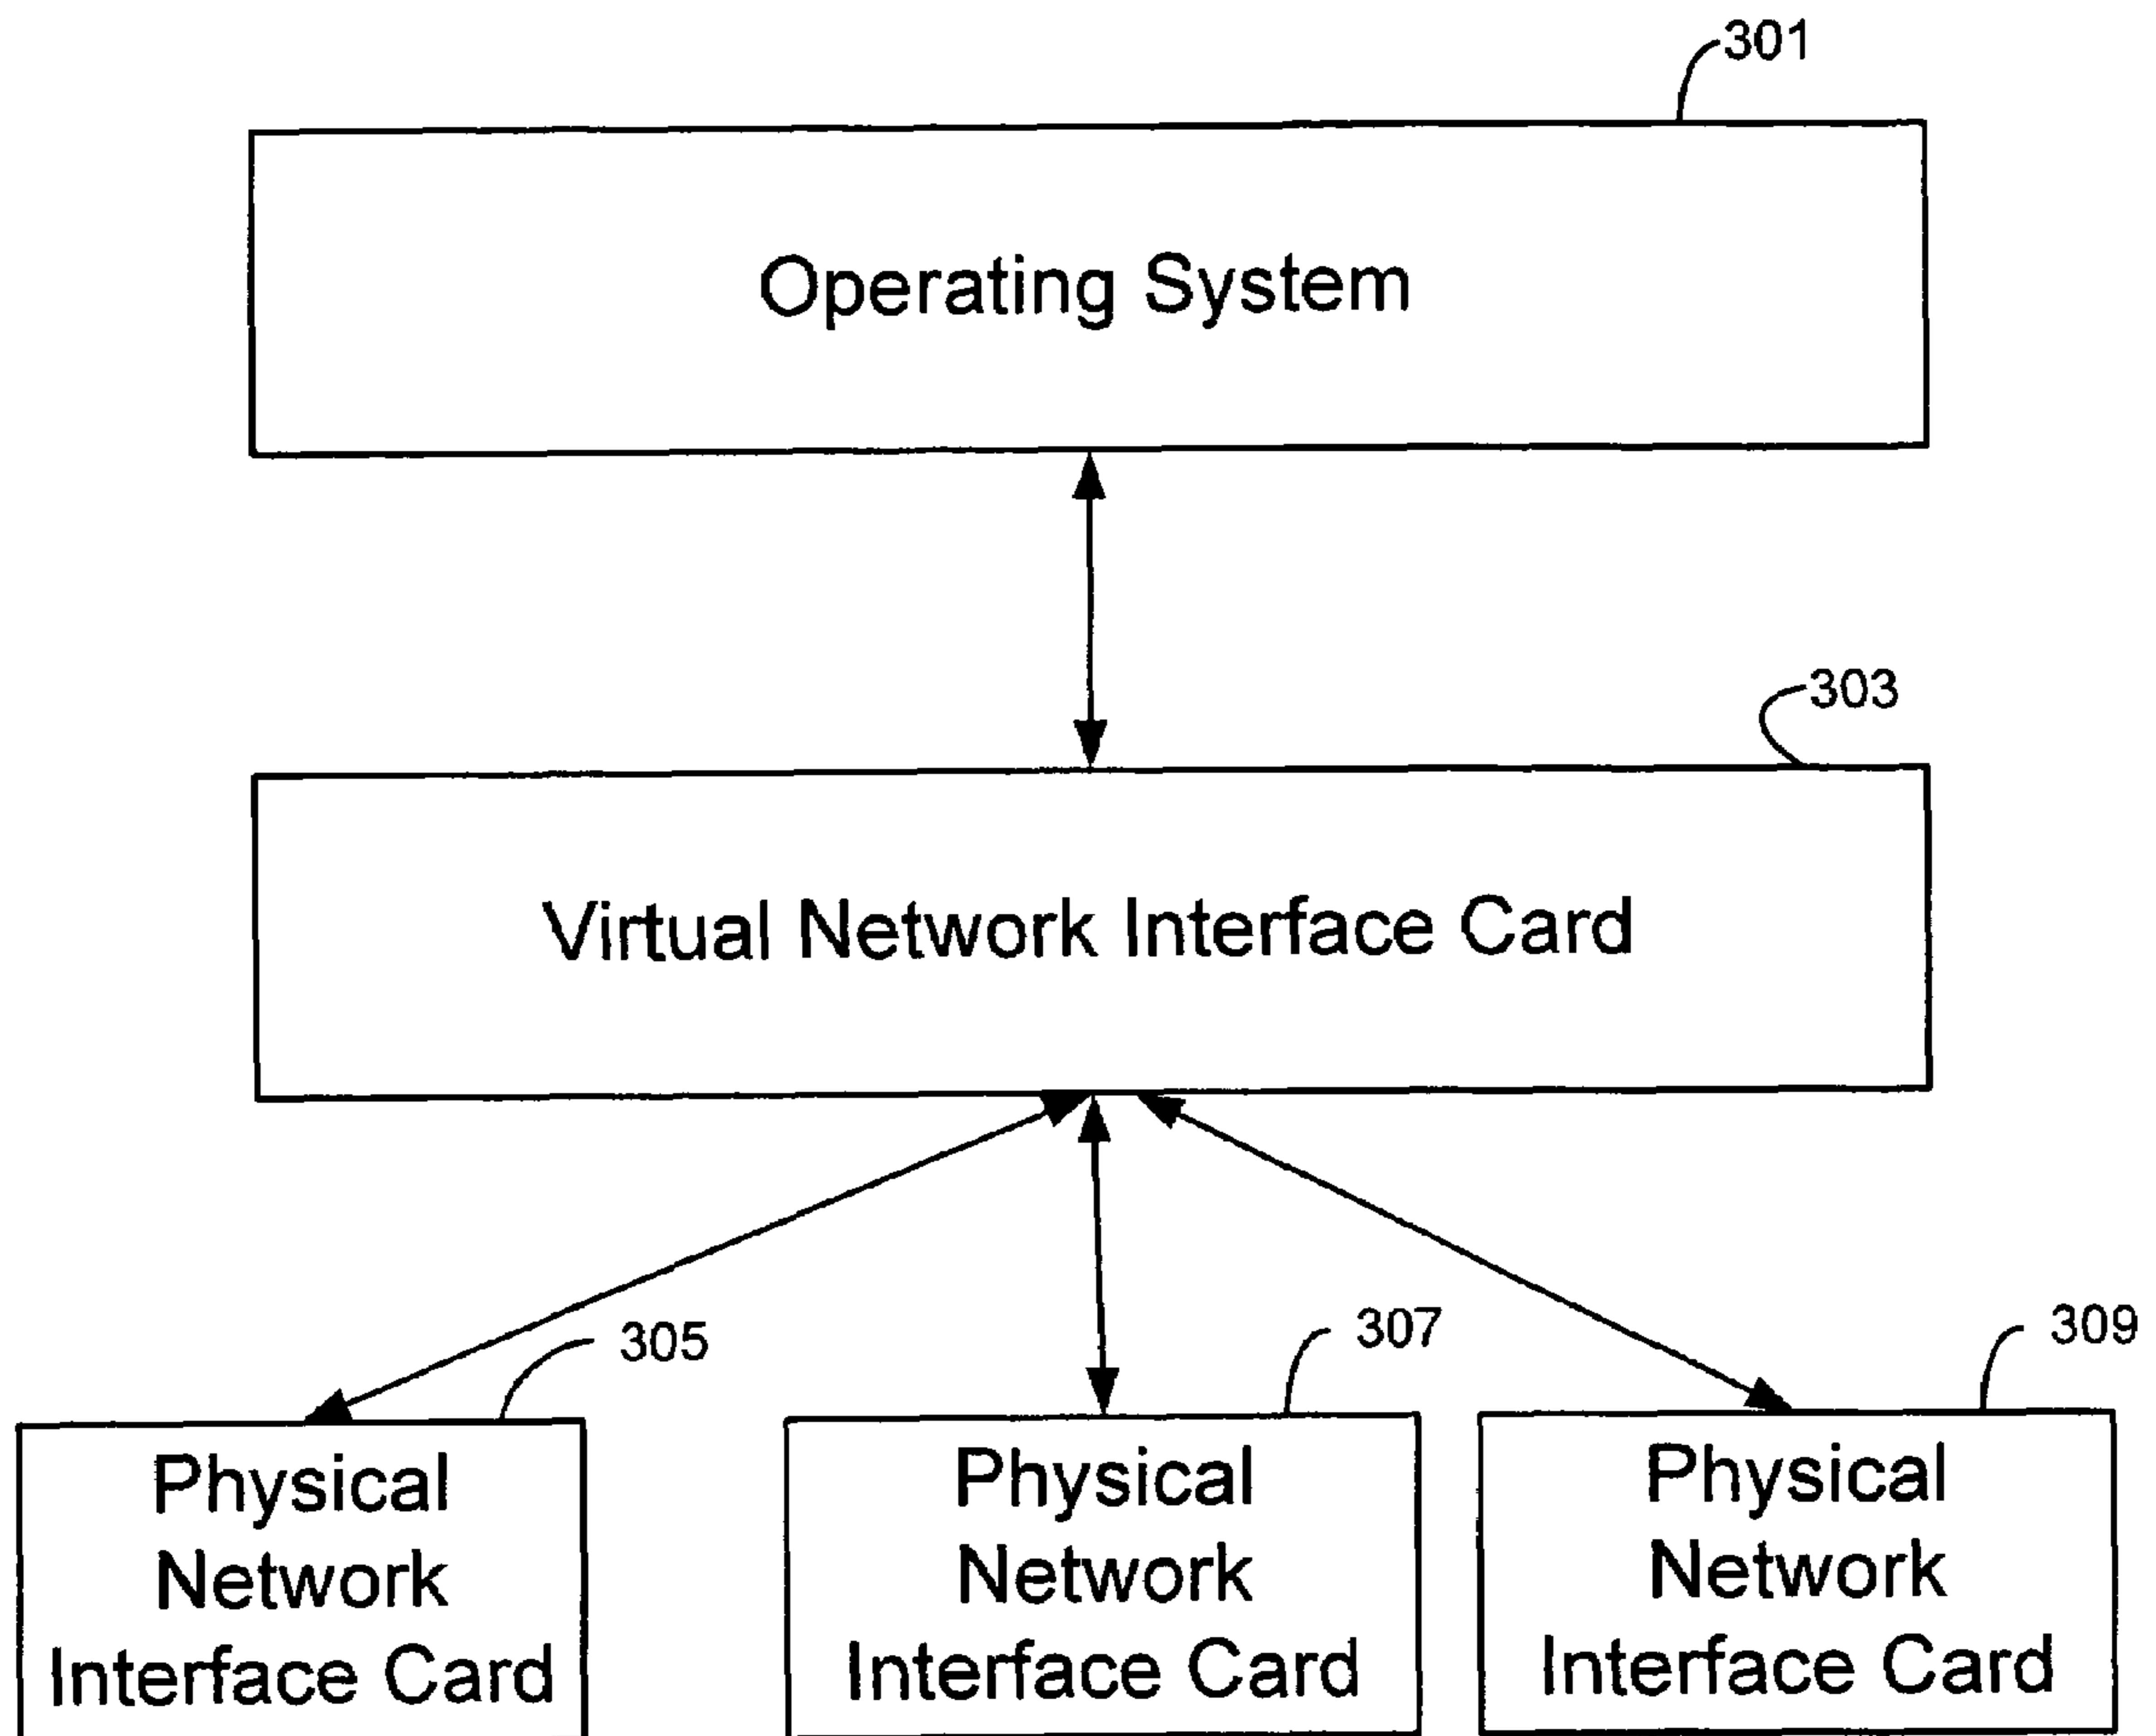 301
Operating System
303
Virtual Network Interface Card
305
307
309
Physical
Network
Interface Card
Physical
Network
Interface Card
Physical
Network
Interface Card